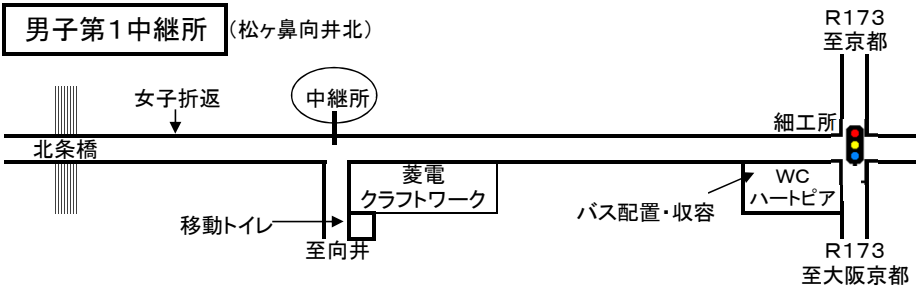 男子第1中継所 (松ヶ鼻向井北)
R173
至京都
女子折返
中継所
細工所
北条橋
菱電
クラフトワーク
WC
ハートピア
バス配置・収容
移動トイレ
至向井
R173
至大阪京都